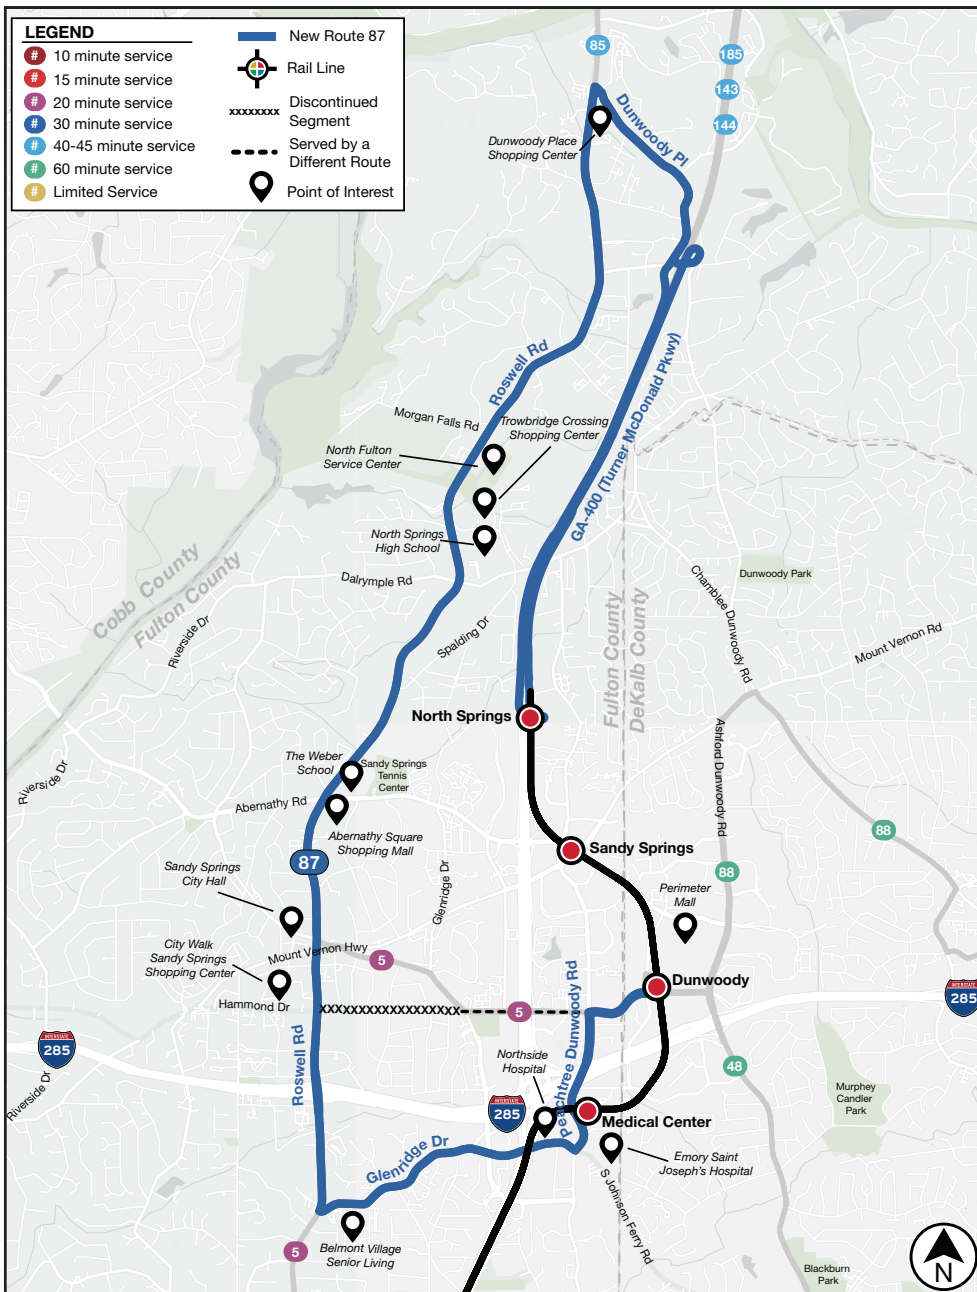 LEGEND
# 10 minute service
# 15 minute service
# 20 minute service
# 30 minute service
# 40-45 minute service
# 60 minute service
# Limited Service
New Route 87
Rail Line
xxxxxxxx Discontinued
Segment
Served by a
Different Route
Point of Interest
85
185
143
144
Dunwoody Pl
Dunwoody Place
Shopping Center
Roswell Rd
GA-400 (Turner McDonald Pkwy)
Morgan Falls Rd
Trowbridge Crossing
Shopping Center
North Fulton
Service Center
North Springs
High School
Dalrymple Rd
Cobb County
Fulton County
Riverside Dr
Spalding Dr
Dunwoody Park
Chamblee Dunwoody Rd
Mount Vernon Rd
Fulton County
DeKalb County
North Springs
Ashford Dunwoody Rd
The Weber
School
Sandy Springs
Tennis
Center
Riverside Dr
Abernathy Rd
Abernathy Square
Shopping Mall
87
Sandy Springs
88
88
Sandy Springs
City Hall
Glenridge Dr
Perimeter
Mall
City Walk
Sandy Springs
Shopping Center
Mount Vernon Hwy
5
Dunwoody
Hammond Dr
XXXXXXXXXXXXXXXX
5
Peachtree Dunwoody Rd
INTERSTATE
285
INTERSTATE
285
Roswell Rd
Northside
Hospital
48
Riverside Dr
INTERSTATE
285
Medical Center
Murphey
Candler
Park
Glenridge Dr
Emory Saint
Joseph's Hospital
S Johnson Ferry Rd
5
Belmont Village
Senior Living
Blackburn
Park
N